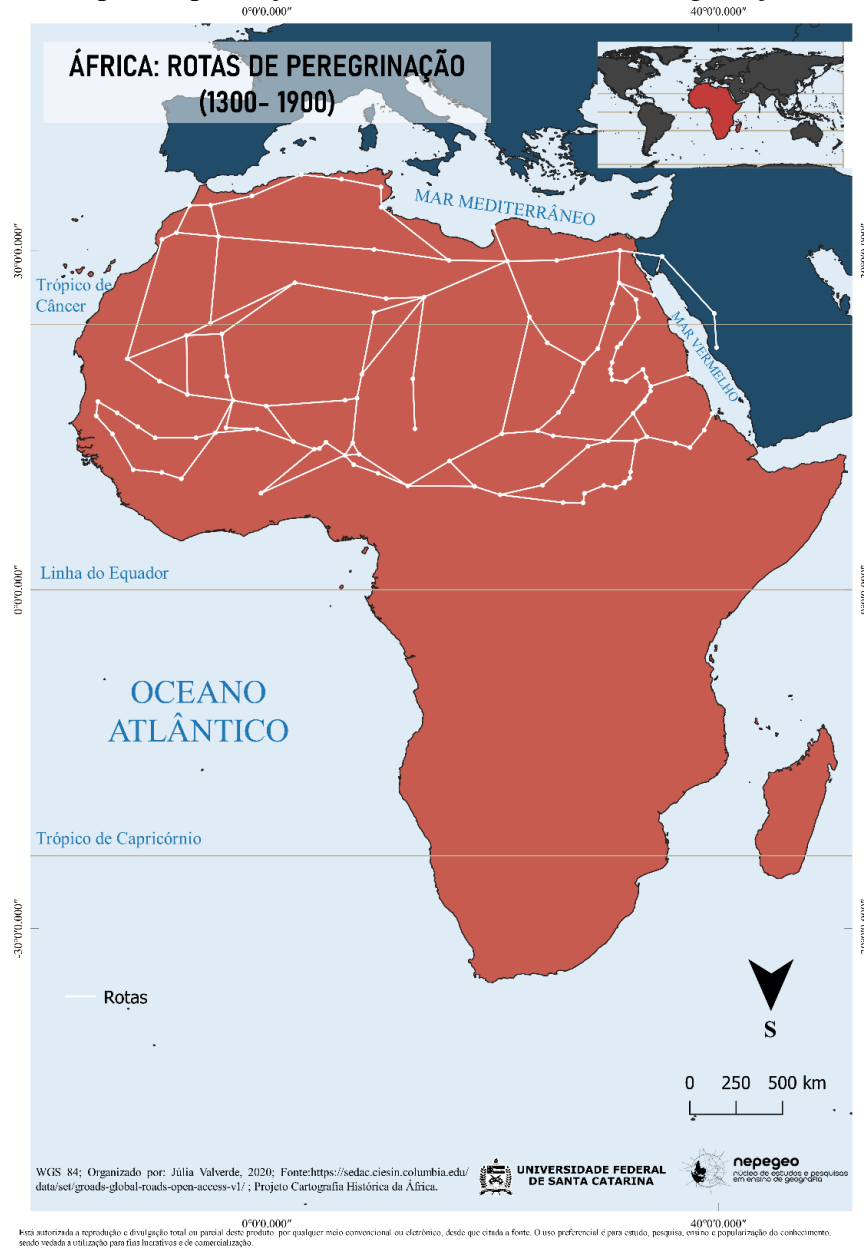 0°0'0.000"
40°0'0.000"
ÁFRICA: ROTAS DE PEREGRINAÇÃO
(1300- 1900)
MAR MEDITERRÂNEO
30°0'0.000"
Trópico de
Câncer
MAR VERMELHO
Linha do Equador
0°0'0.000"
OCEANO
ATLÂNTICO
Trópico de Capricórnio
-30°0'0.000"
Rotas
S
0 250 500 km
WGS 84; Organizado por: Júlia Valverde, 2020; Fonte:https://sedac.ciesin.columbia.edu/
data/set/groads-global-roads-open-access-v1/ ; Projeto Cartografia Histórica da África.
UNIVERSIDADE FEDERAL
DE SANTA CATARINA
nepegeo
núcleo de estudos e pesquisas
em ensino de geografia
0°0'0.000"
40°0'0.000"
Está autorizada a reprodução e divulgação total ou parcial deste produto, por qualquer meio convencional ou eletrônico, desde que citada a fonte. O uso preferencial é para estudo, pesquisa, ensino e popularização do conhecimento,
sendo vedada a utilização para fins lucrativos e de comercialização.